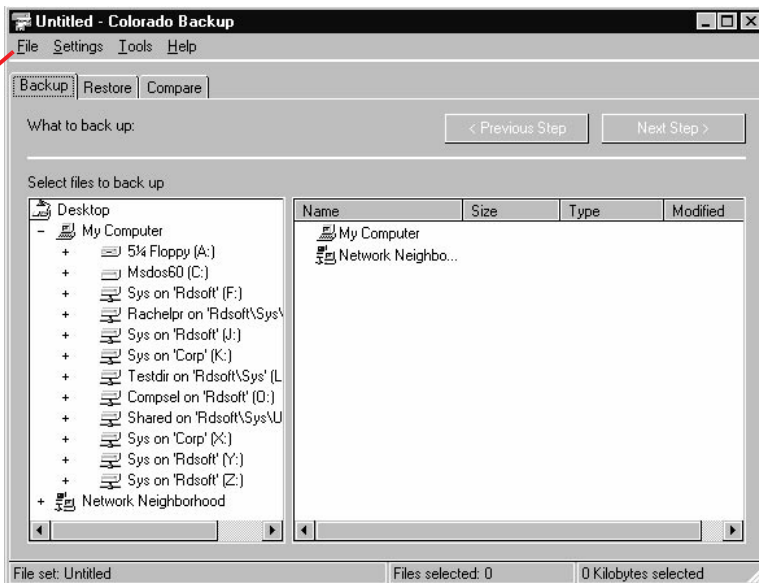 Untitled - Colorado Backup
File Settings Tools Help
Backup Restore Compare
What to back up: < Previous Step Next Step >
Select files to back up
Desktop
- My Computer
+ 5¼ Floppy (A:)
+ Msdos60 (C:)
+ Sys on 'Rdsoft' (F:)
+ Rachelpr on 'Rdsoft\Sys\
+ Sys on 'Rdsoft' (J:)
+ Sys on 'Corp' (K:)
+ Testdir on 'Rdsoft\Sys' (L
+ Compsel on 'Rdsoft' (O:)
+ Shared on 'Rdsoft\Sys\U
+ Sys on 'Corp' (X:)
+ Sys on 'Rdsoft' (Y:)
+ Sys on 'Rdsoft' (Z:)
+ Network Neighborhood
Name Size Type Modified
My Computer
Network Neighbo...
File set: Untitled Files selected: 0 0 Kilobytes selected